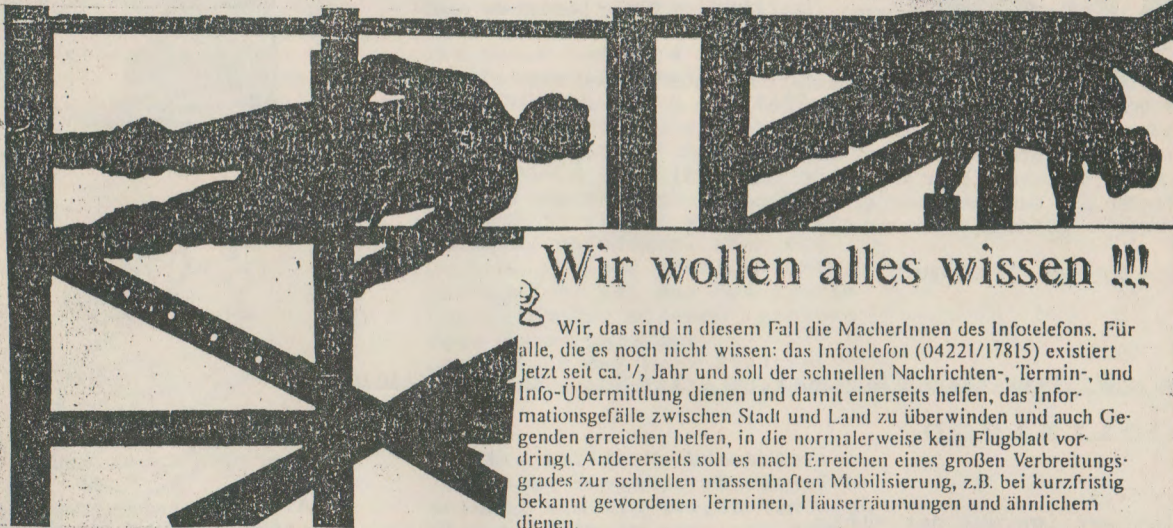 Wir wollen alles wissen !!!
Wir, das sind in diesem Fall die MacherInnen des Infotelefons. Für
alle, die es noch nicht wissen: das Infotelefon (04221/17815) existiert
jetzt seit ca. 1/2 Jahr und soll der schnellen Nachrichten-, Termin-, und
Info-Übermittlung dienen und damit einerseits helfen, das Infor-
mationsgefälle zwischen Stadt und Land zu überwinden und auch Ge-
genden erreichen helfen, in die normalerweise kein Flugblatt vor-
dringt. Andererseits soll es nach Erreichen eines großen Verbreitungs-
grades zur schnellen massenhaften Mobilisierung, z.B. bei kurzfristig
bekannt gewordenen Terminen, Häuserräumungen und ähnlichem
dienen.